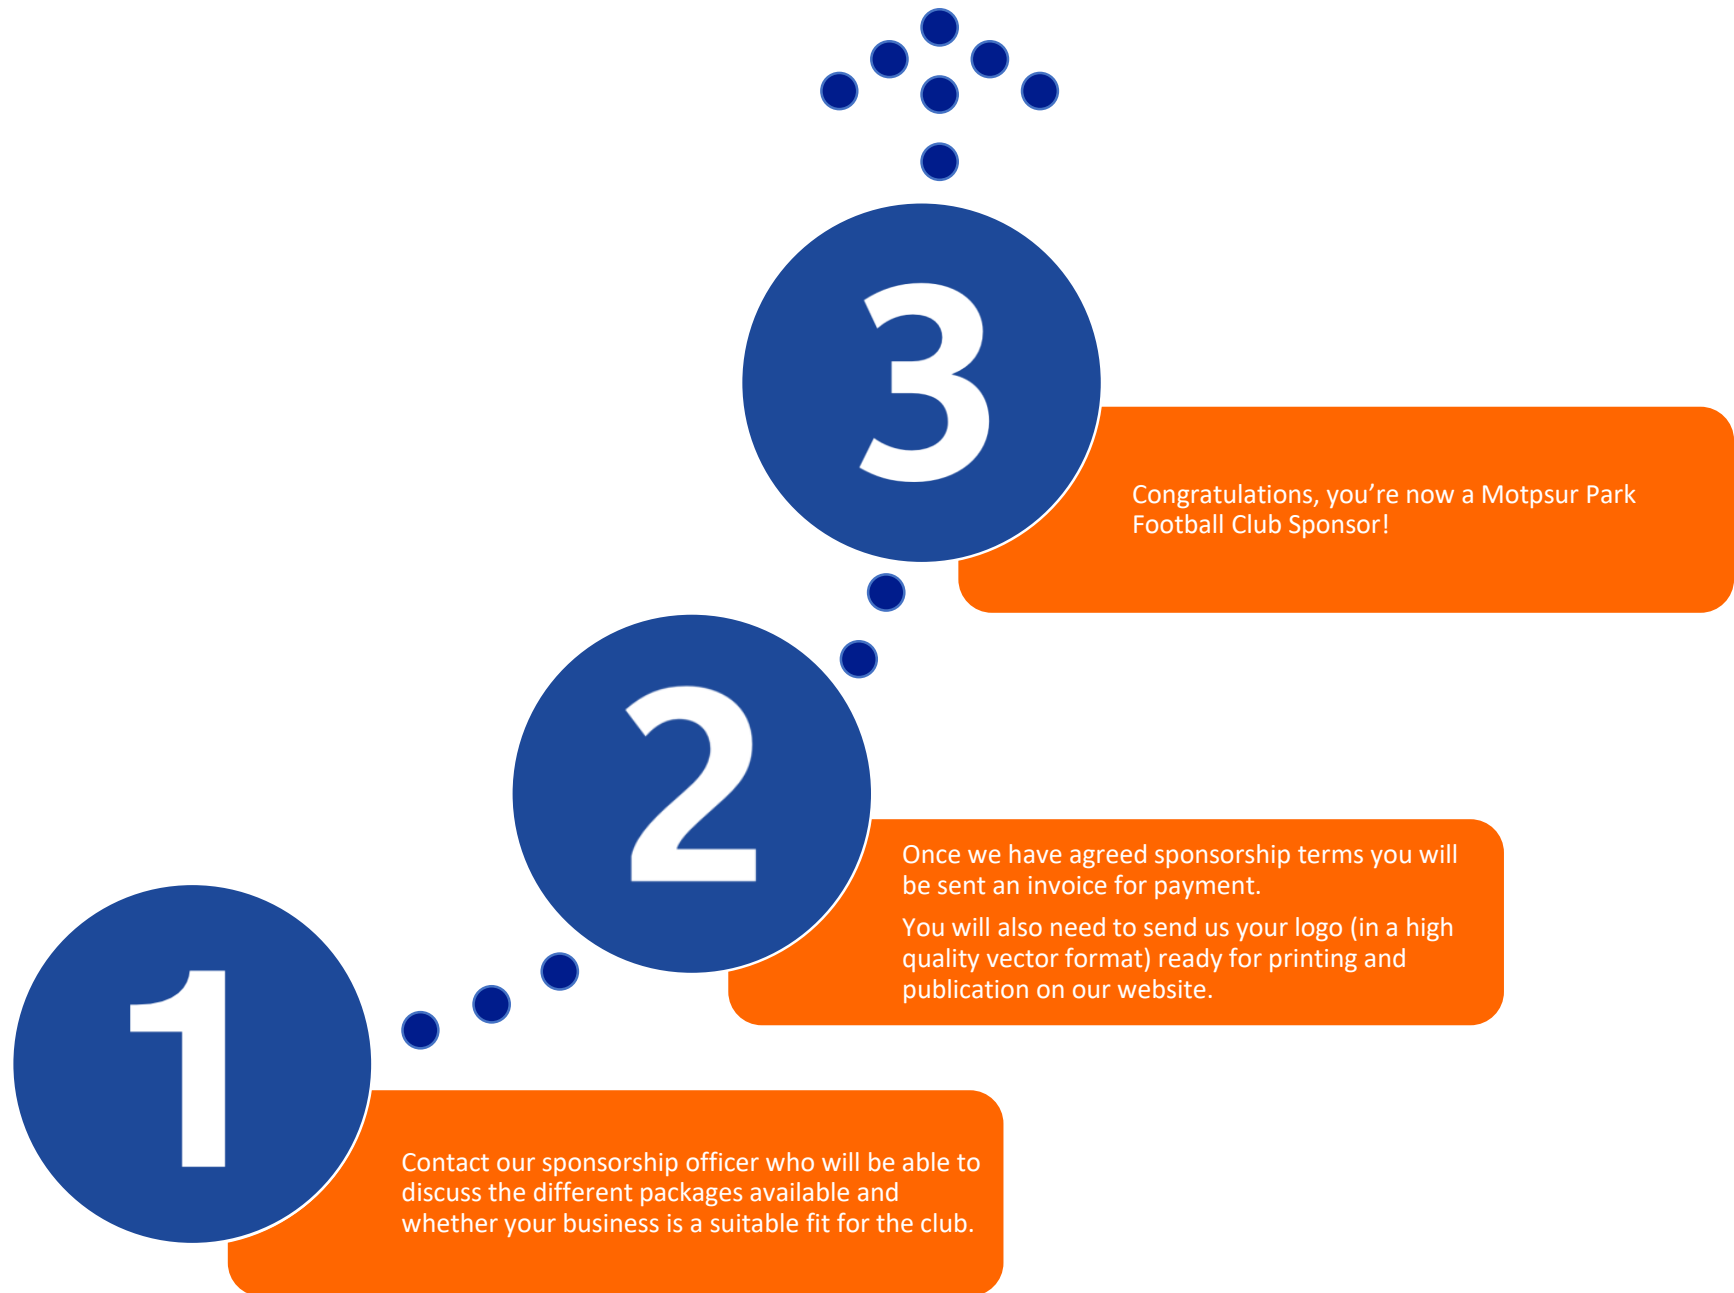 3
Congratulations, you’re now a Motpsur Park
Football Club Sponsor!
2
Once we have agreed sponsorship terms you will
be sent an invoice for payment.
You will also need to send us your logo (in a high
quality vector format) ready for printing and
publication on our website.
1
Contact our sponsorship officer who will be able to
discuss the different packages available and
whether your business is a suitable fit for the club.